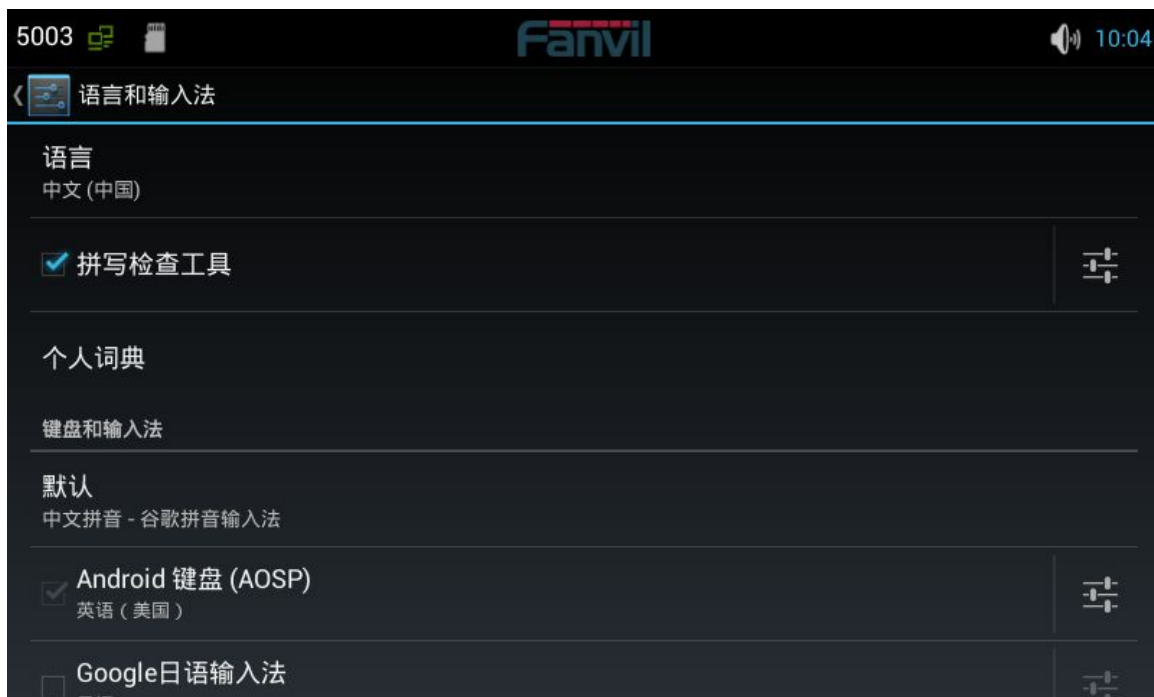 5003
Fanvil
10:04
语言和输入法
语言
中文 (中国)
拼写检查工具
个人词典
键盘和输入法
默认
中文拼音 - 谷歌拼音输入法
Android 键盘 (AOSP)
英语（美国）
Google日语输入法